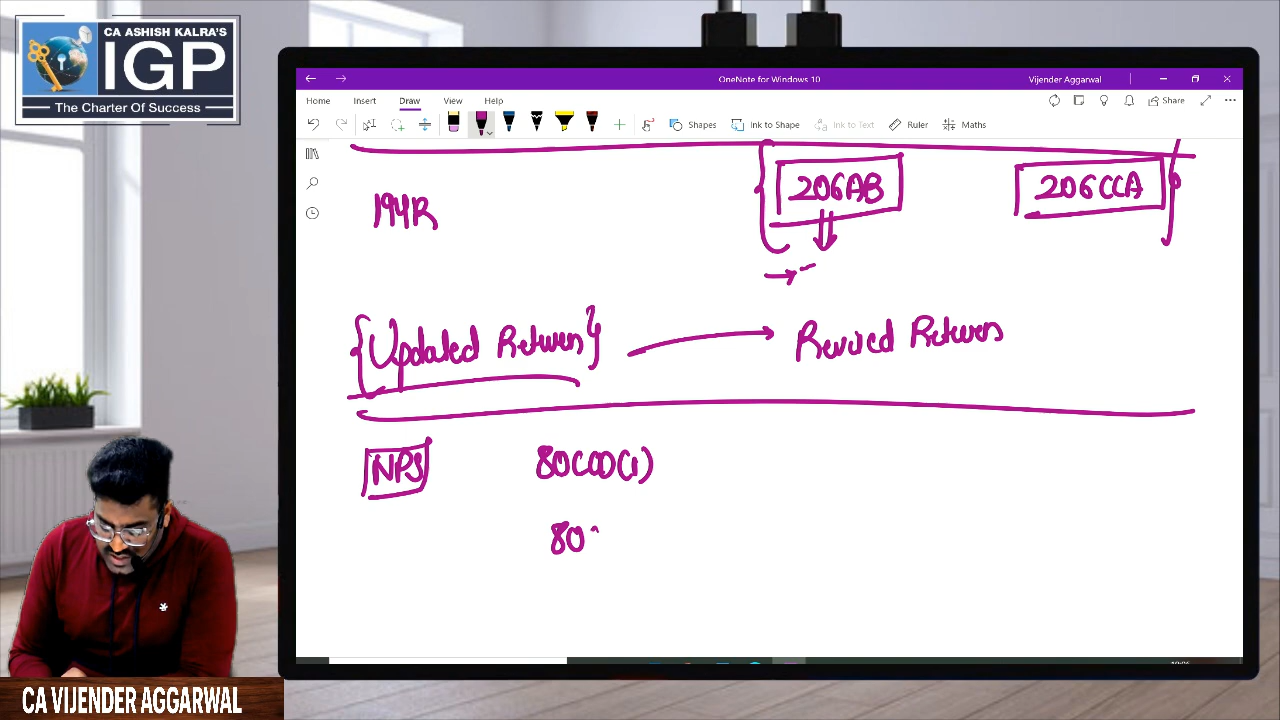 CA ASHISH KALRA'S
IGP
The Charter Of Success
OneNote for Windows 10
Vijender Aggarwal
Home Insert Draw View Help
Share
Shapes
Ink to Shape
Ink to Text
Ruler
Maths
194R
206AB
206CCA
{Updated Return} → Revised Return
NPS
80CCD(1)
80
CA VIJENDER AGGARWAL